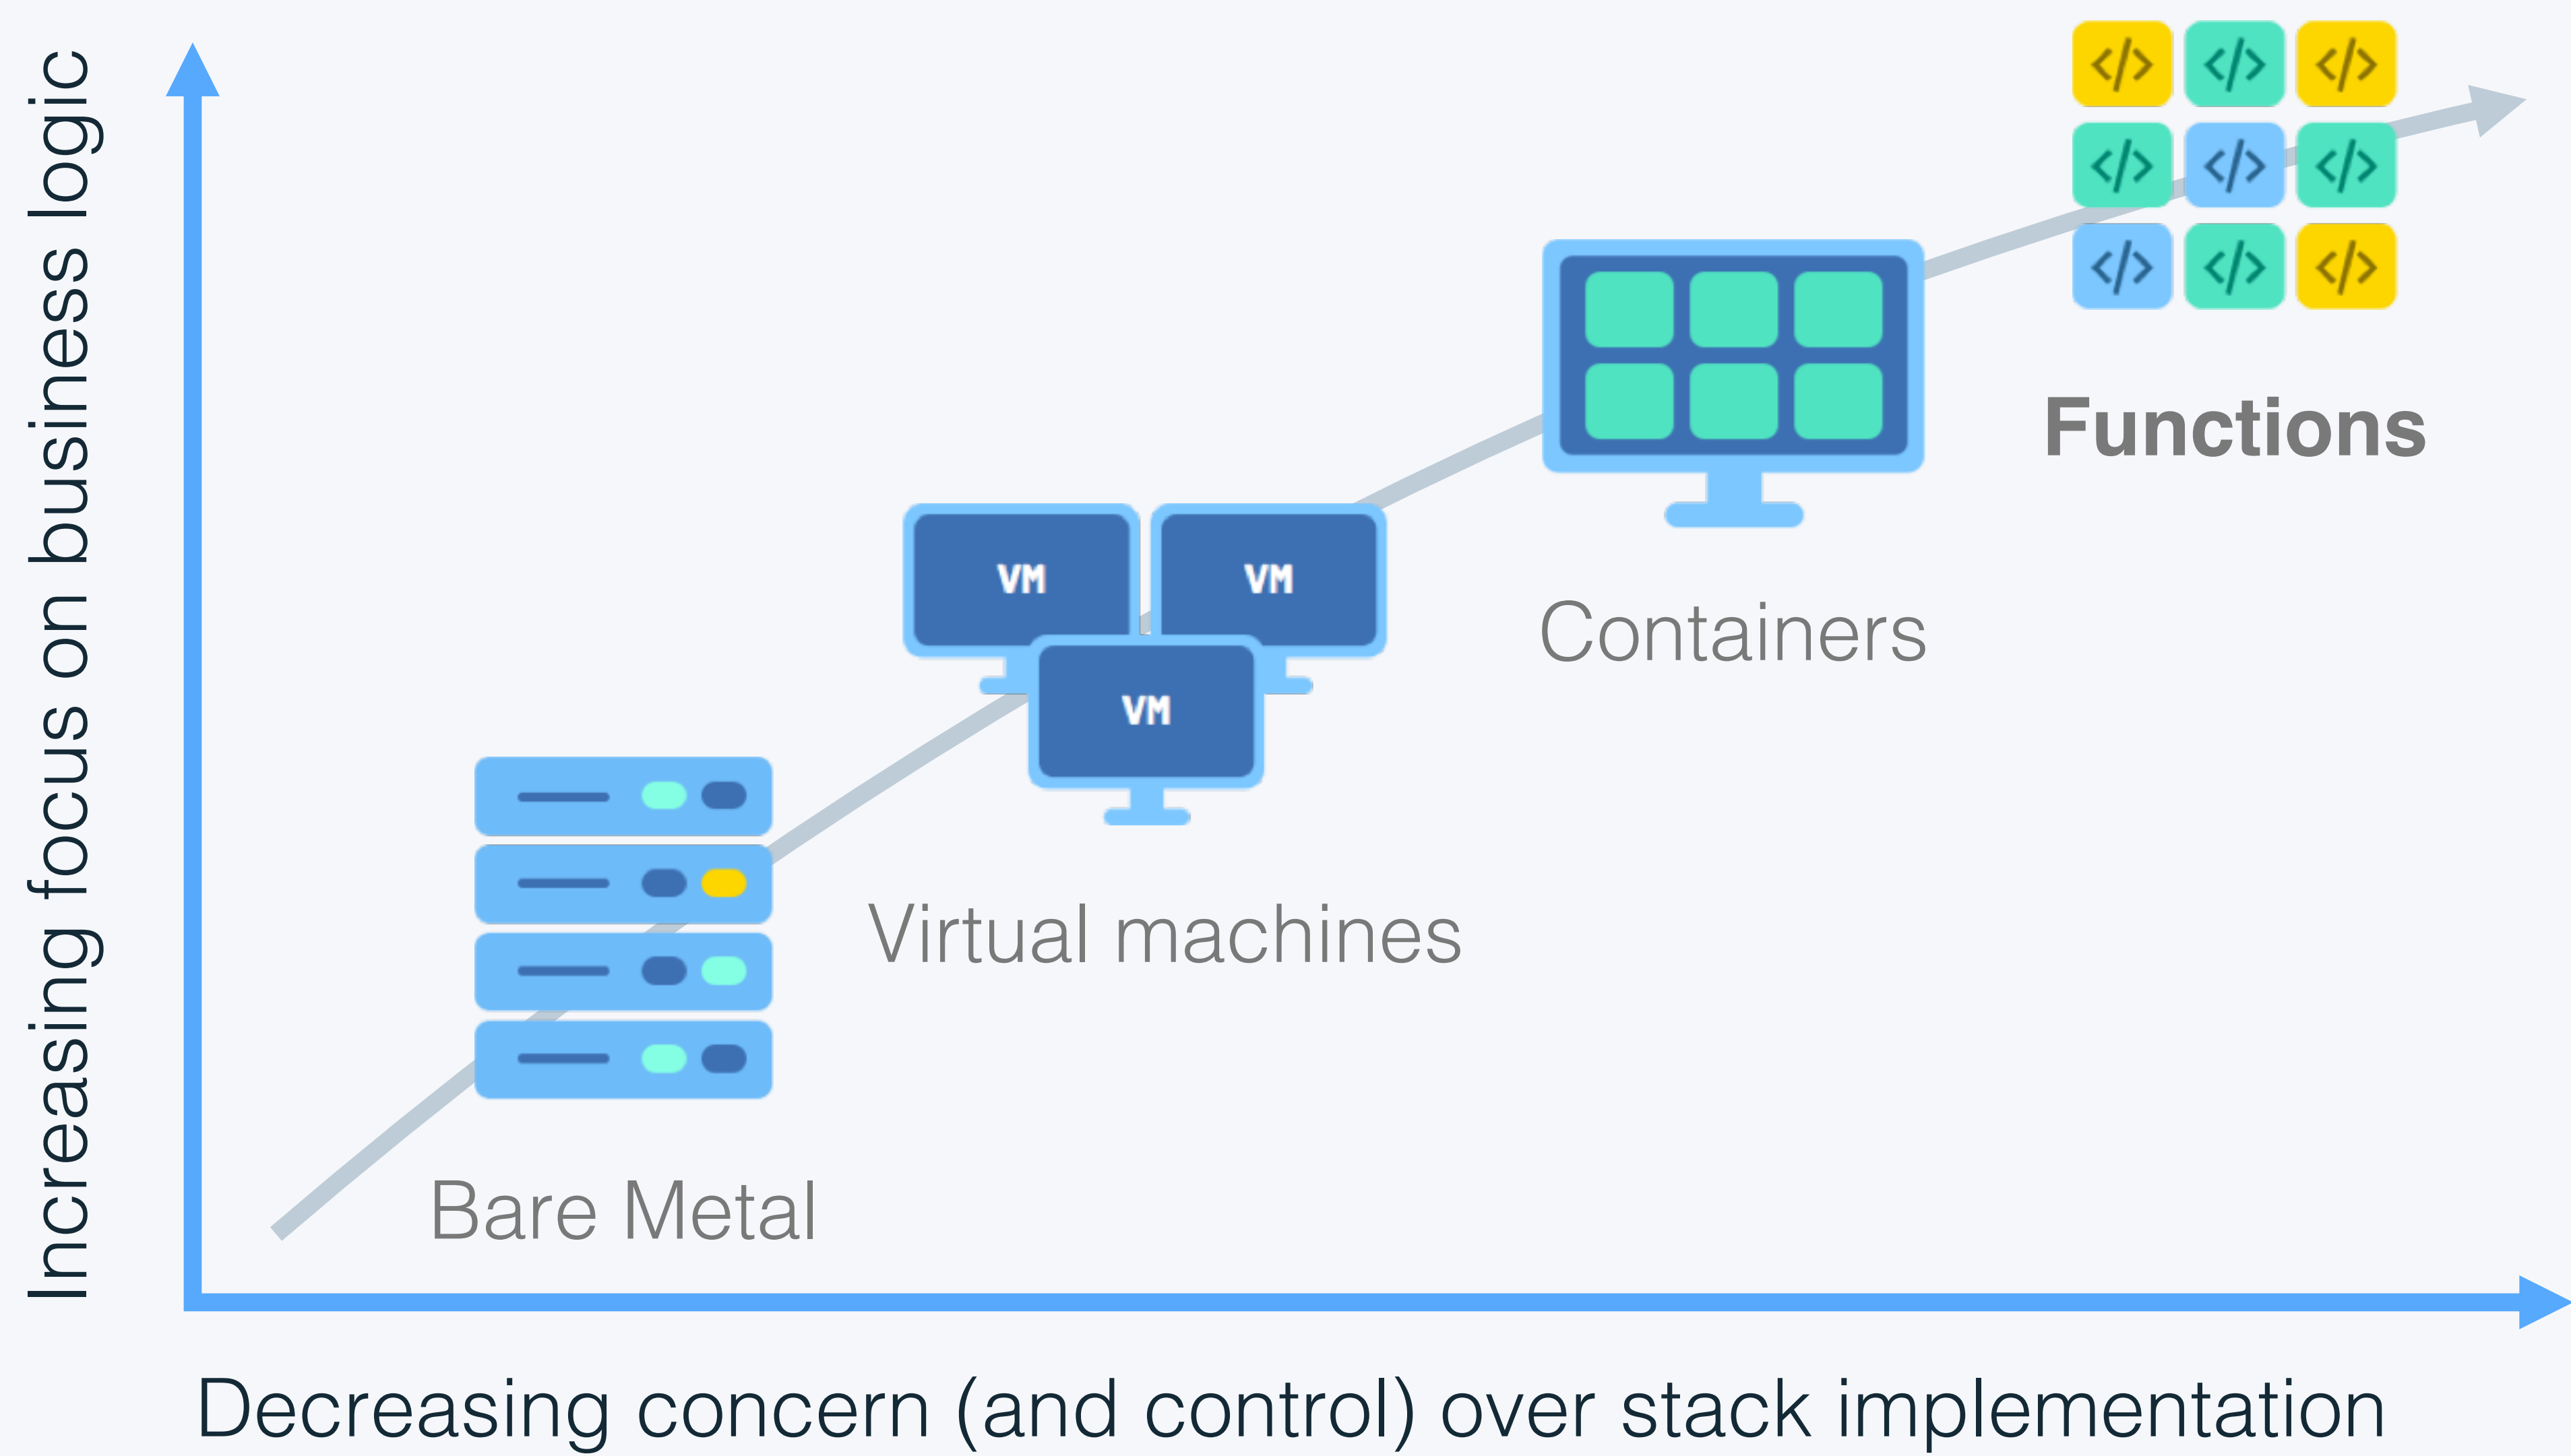 Increasing focus on business logic
</>
</>
</>
</>
</>
</>
</>
</>
</>
Functions
Containers
VM
VM
VM
Virtual machines
Bare Metal
Decreasing concern (and control) over stack implementation